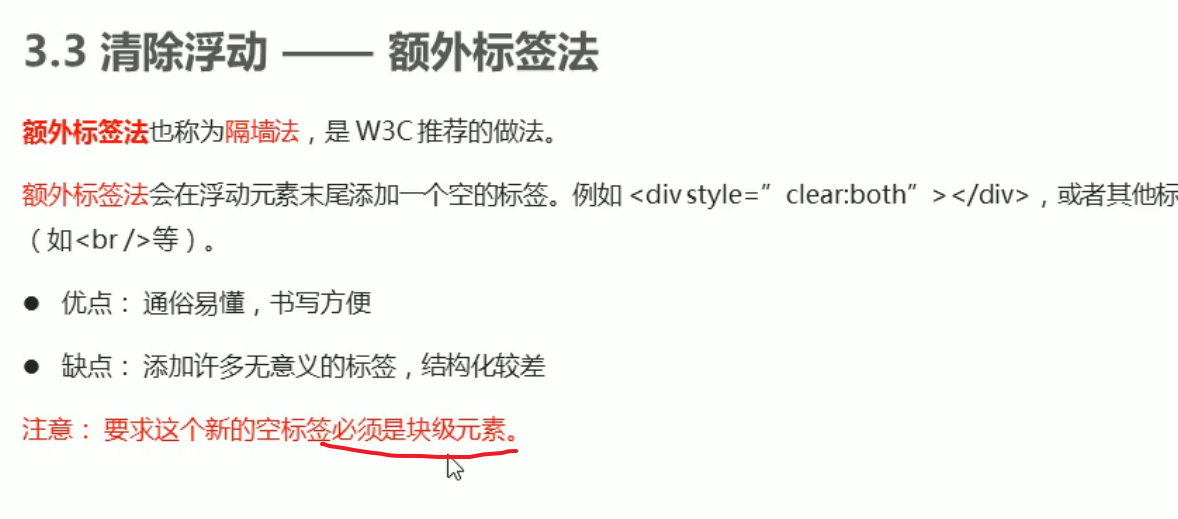 3.3 清除浮动 —— 额外标签法
额外标签法也称为隔墙法，是 W3C 推荐的做法。
额外标签法会在浮动元素末尾添加一个空的标签。例如 <div style=” clear:both” ></div>，或者其他标
（如<br />等）。
● 优点： 通俗易懂，书写方便
● 缺点： 添加许多无意义的标签，结构化较差
注意： 要求这个新的空标签必须是块级元素。